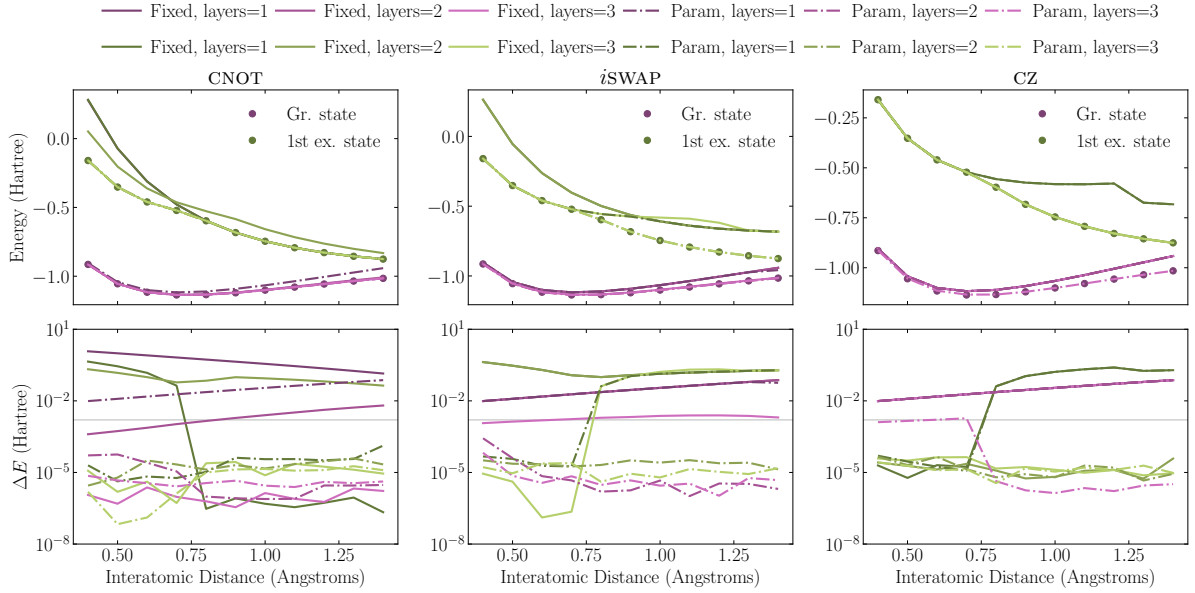 Fixed, layers=1 Fixed, layers=2 Fixed, layers=3 Param, layers=1 Param, layers=2 Param, layers=3
Fixed, layers=1 Fixed, layers=2 Fixed, layers=3 Param, layers=1 Param, layers=2 Param, layers=3
CNOT iSWAP CZ
Energy (Hartree)
0.0
−0.5
−1.0
Gr. state
1st ex. state
0.0
−0.5
−1.0
Gr. state
1st ex. state
−0.25
−0.50
−0.75
−1.00
Gr. state
1st ex. state
ΔE (Hartree)
10^1
10^−2
10^−5
10^−8
0.50 0.75 1.00 1.25
Interatomic Distance (Angstroms)
10^1
10^−2
10^−5
10^−8
0.50 0.75 1.00 1.25
Interatomic Distance (Angstroms)
10^1
10^−2
10^−5
10^−8
0.50 0.75 1.00 1.25
Interatomic Distance (Angstroms)